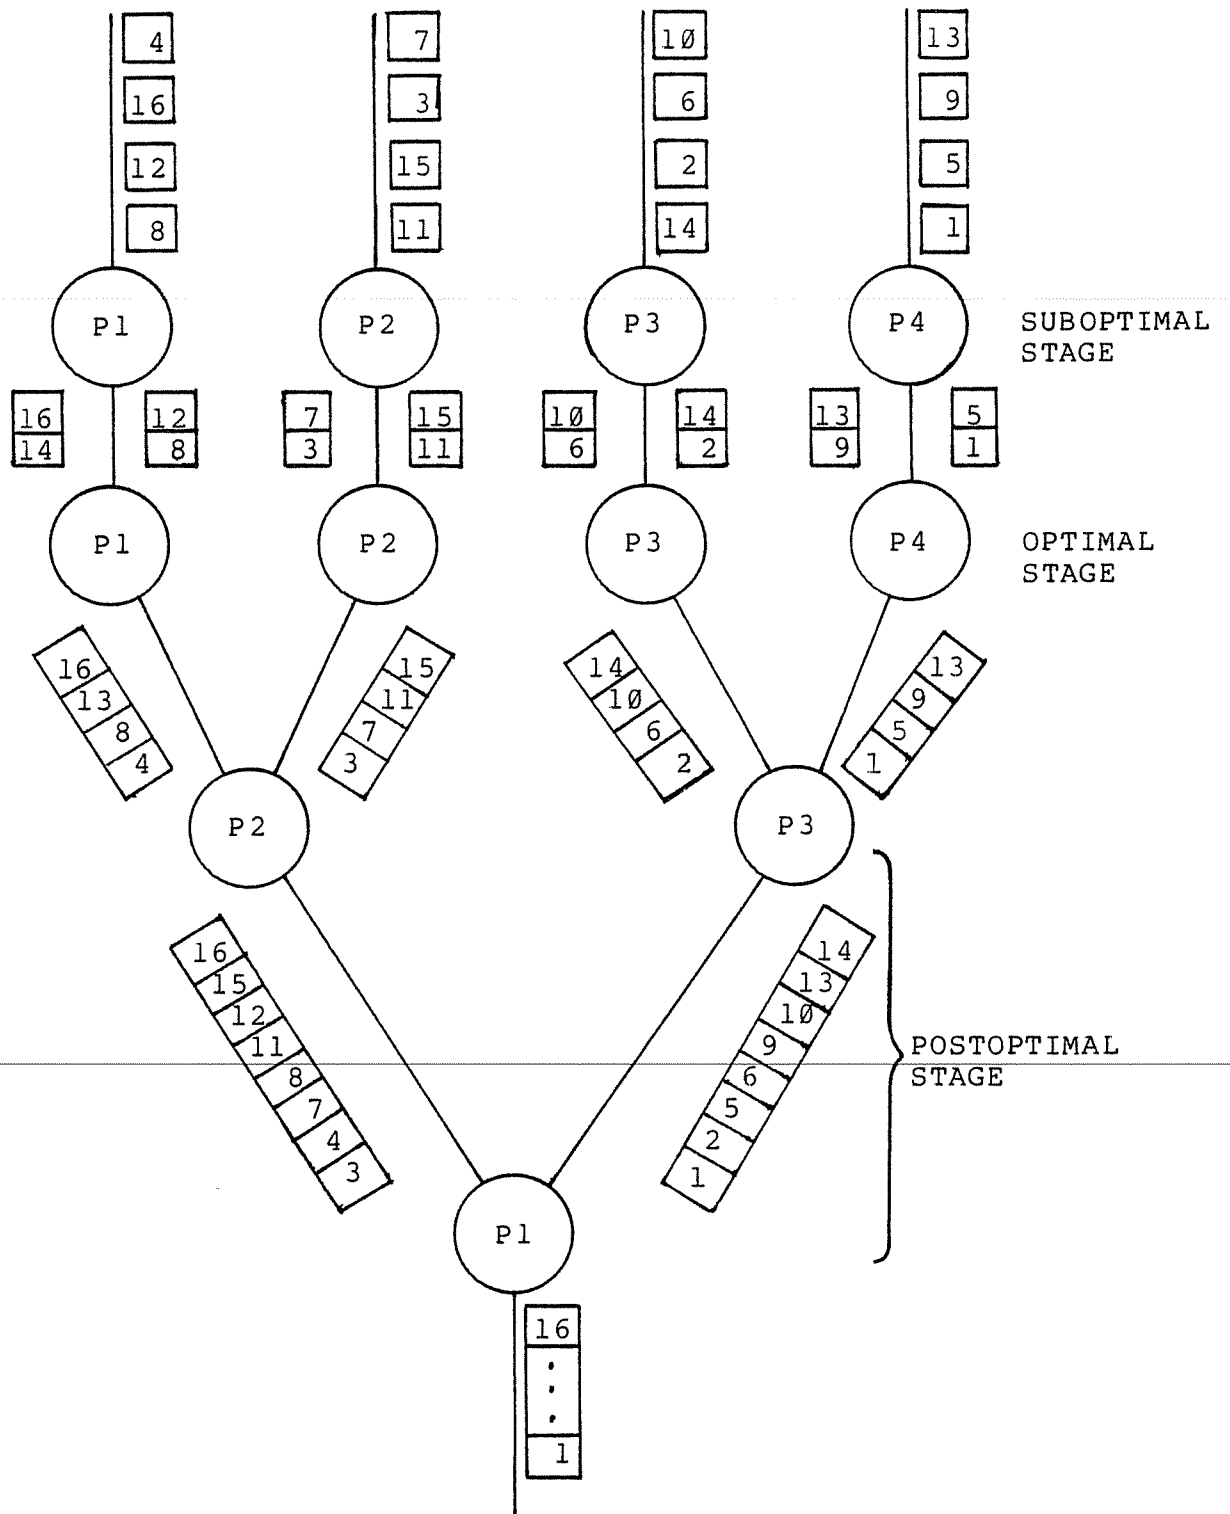 4 7 1Ø 13
16 3 6 9
12 15 2 5
8 11 14 1
P1 P2 P3 P4 SUBOPTIMAL
STAGE
16 12 7 15 1Ø 14 13 5
14 8 3 11 6 2 9 1
P1 P2 P3 P4 OPTIMAL
STAGE
16 15 14 13
13 11 1Ø 9
8 7 6 5
4 3 2 1
P2 P3
16 14
15 13
12 1Ø
11 9 POSTOPTIMAL
8 6 STAGE
7 5
4 2
3 1
P1
16
.
.
.
1